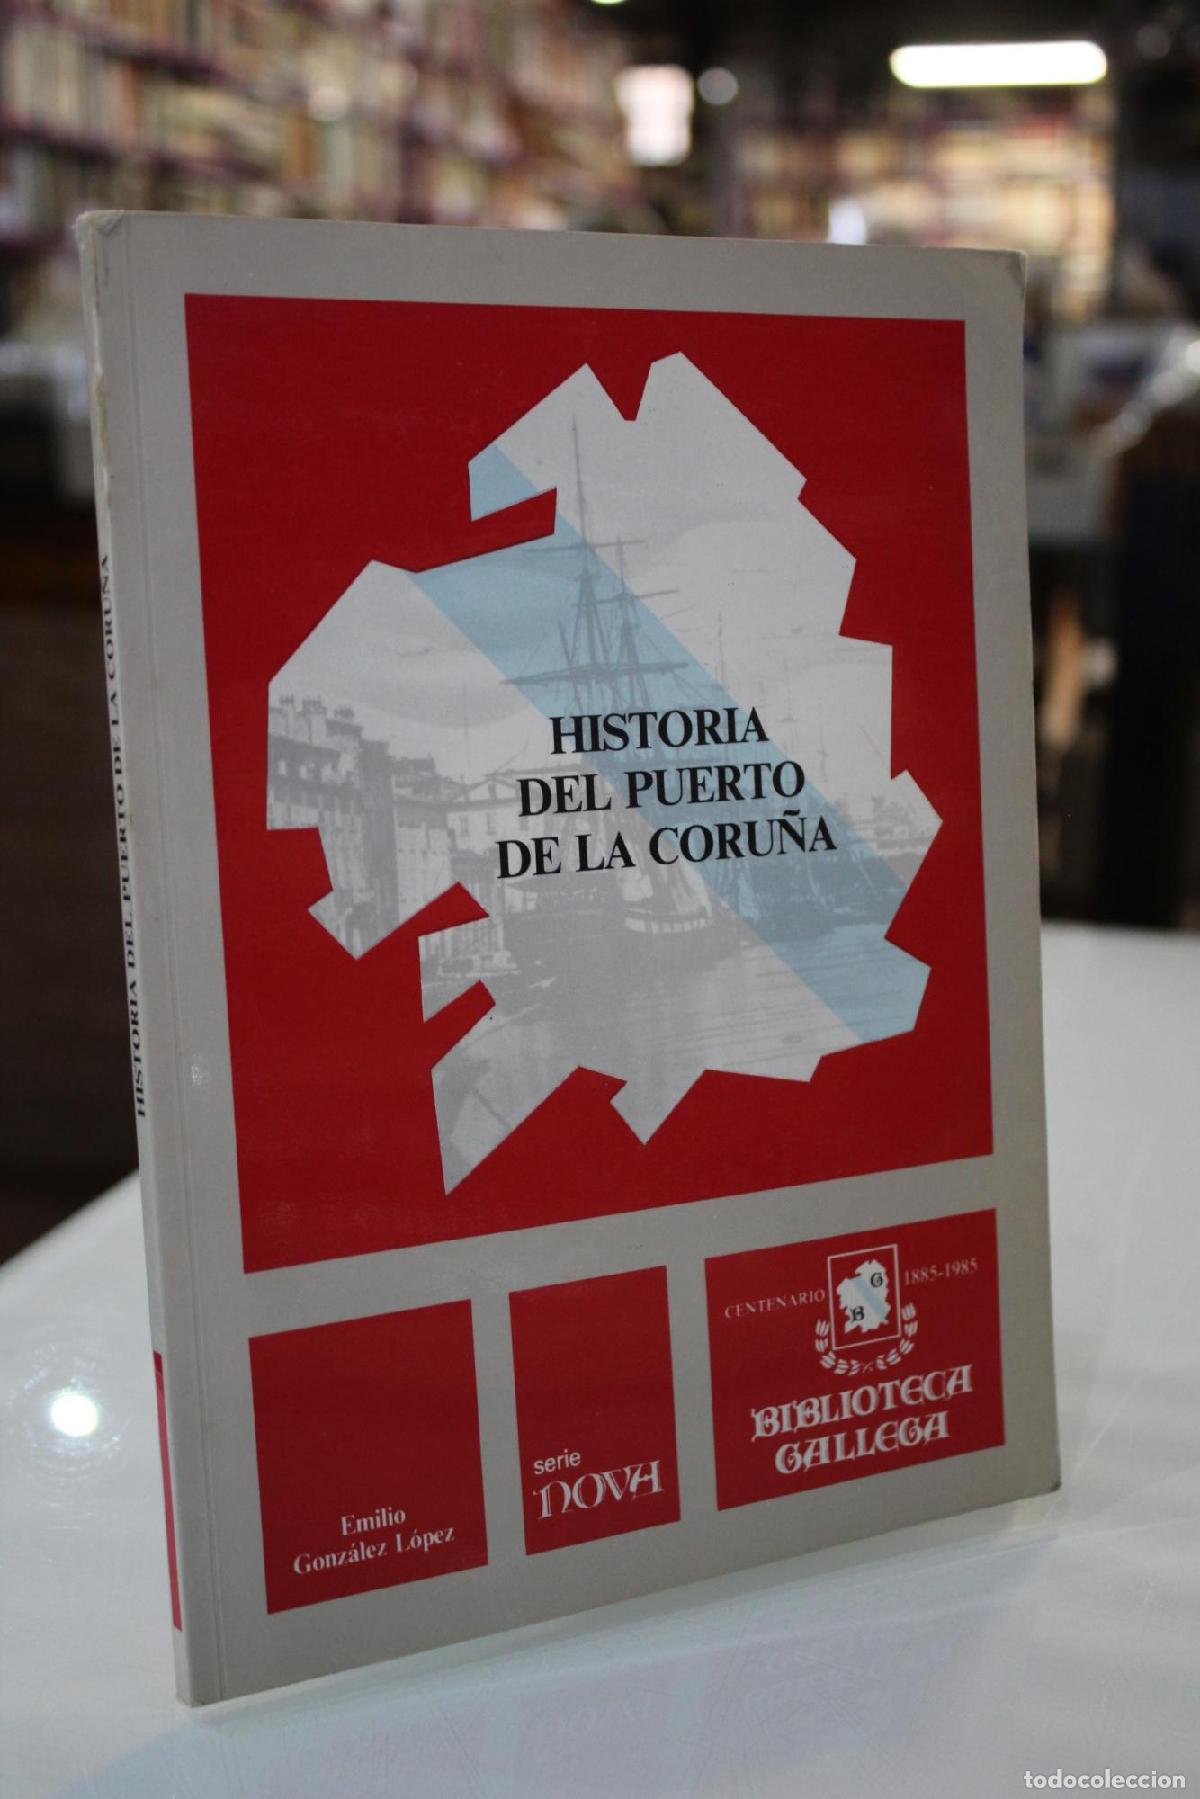 HISTORIA DEL PUERTO DE LA CORUÑA
HISTORIA
DEL PUERTO
DE LA CORUÑA
Emilio
González López
serie
NOVA
CENTENARIO
G
B
1885-1985
BIBLIOTECA
GALLEGA
todocoleccion